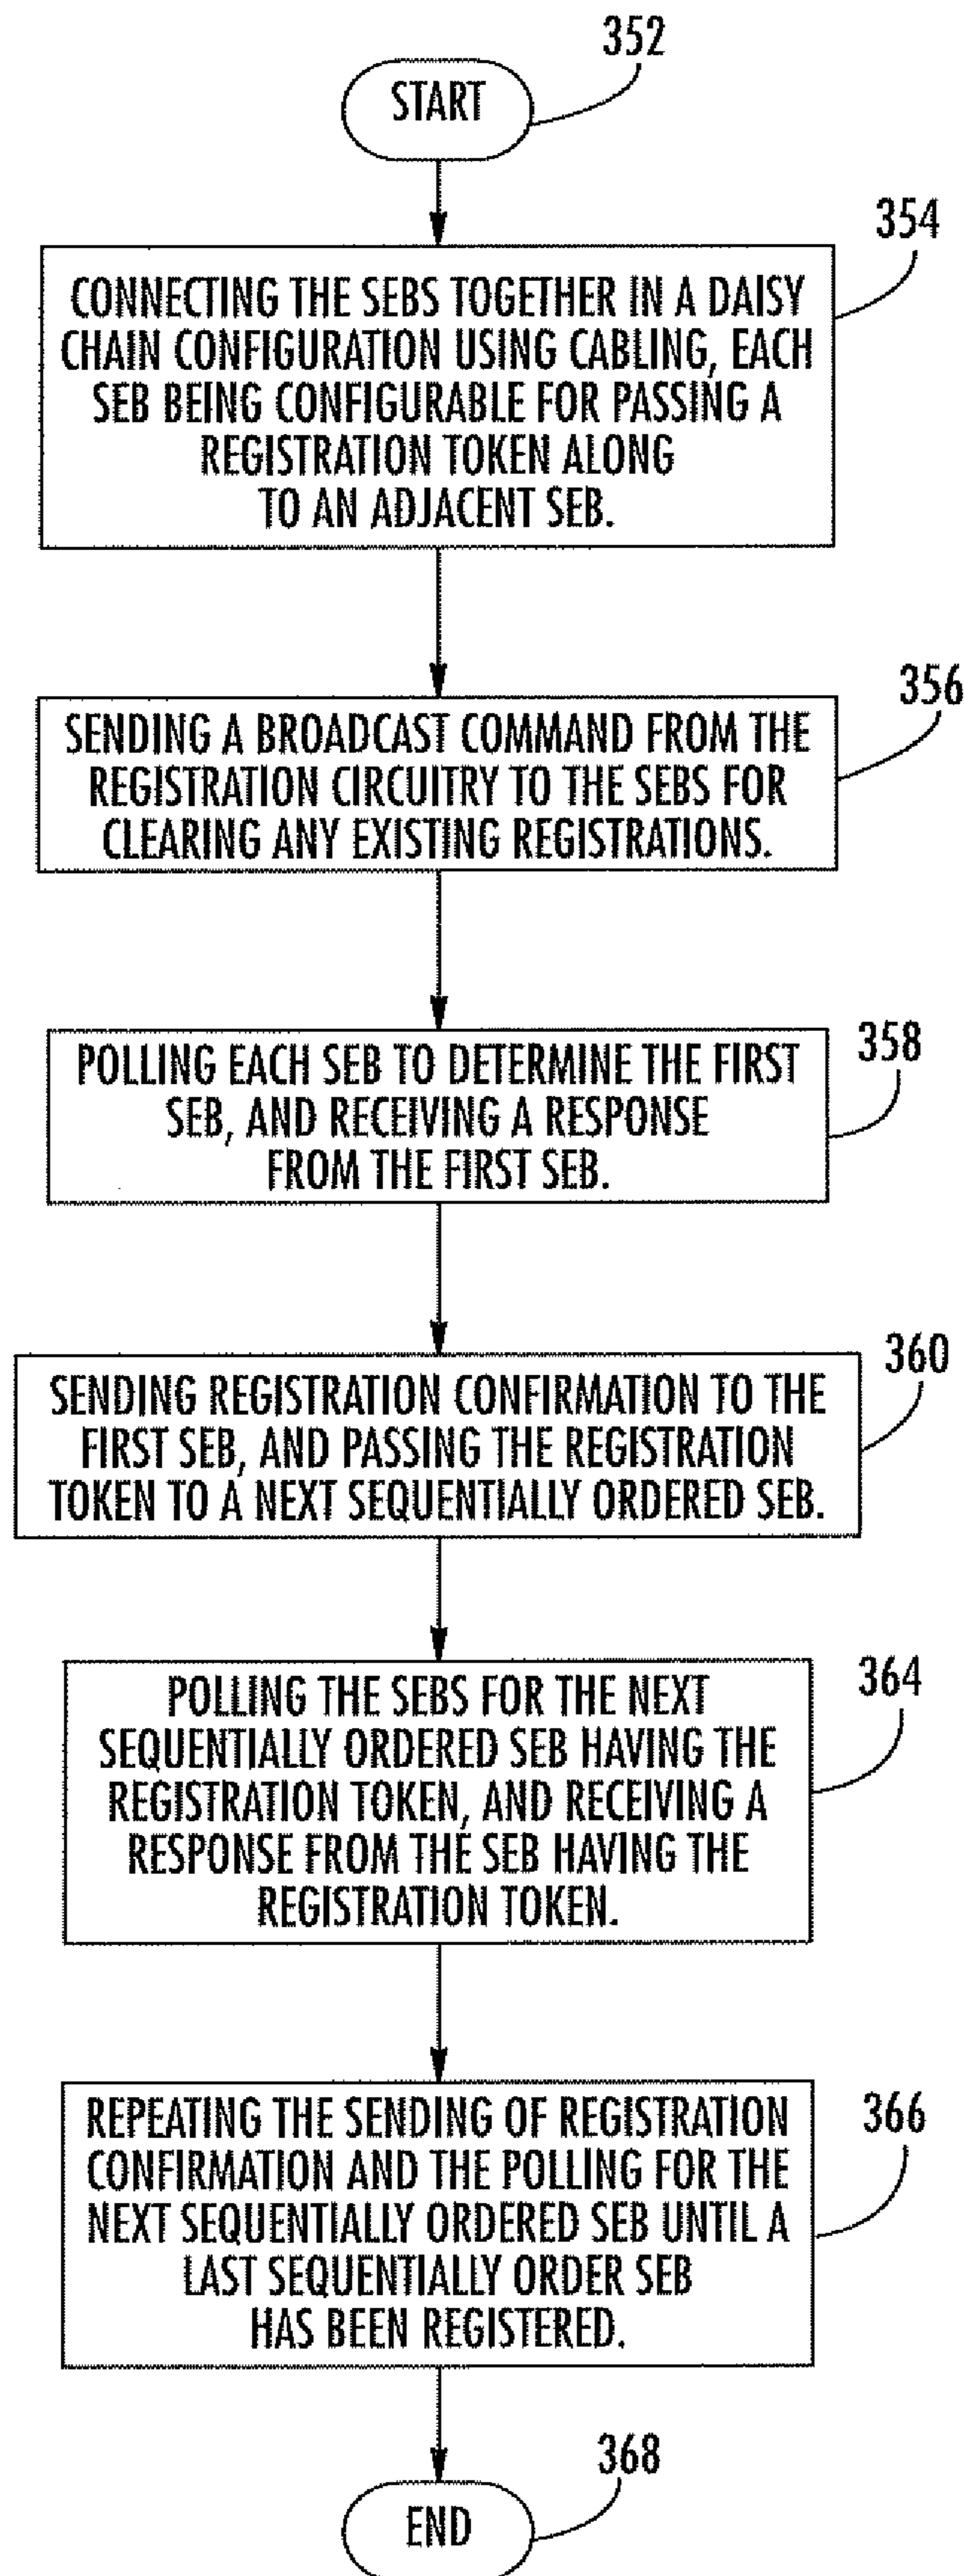 352
START
354
CONNECTING THE SEBS TOGETHER IN A DAISY
CHAIN CONFIGURATION USING CABLING, EACH
SEB BEING CONFIGURABLE FOR PASSING A
REGISTRATION TOKEN ALONG
TO AN ADJACENT SEB.
356
SENDING A BROADCAST COMMAND FROM THE
REGISTRATION CIRCUITRY TO THE SEBS FOR
CLEARING ANY EXISTING REGISTRATIONS.
358
POLLING EACH SEB TO DETERMINE THE FIRST
SEB, AND RECEIVING A RESPONSE
FROM THE FIRST SEB.
360
SENDING REGISTRATION CONFIRMATION TO THE
FIRST SEB, AND PASSING THE REGISTRATION
TOKEN TO A NEXT SEQUENTIALLY ORDERED SEB.
364
POLLING THE SEBS FOR THE NEXT
SEQUENTIALLY ORDERED SEB HAVING THE
REGISTRATION TOKEN, AND RECEIVING A
RESPONSE FROM THE SEB HAVING THE
REGISTRATION TOKEN.
366
REPEATING THE SENDING OF REGISTRATION
CONFIRMATION AND THE POLLING FOR THE
NEXT SEQUENTIALLY ORDERED SEB UNTIL A
LAST SEQUENTIALLY ORDER SEB
HAS BEEN REGISTERED.
368
END